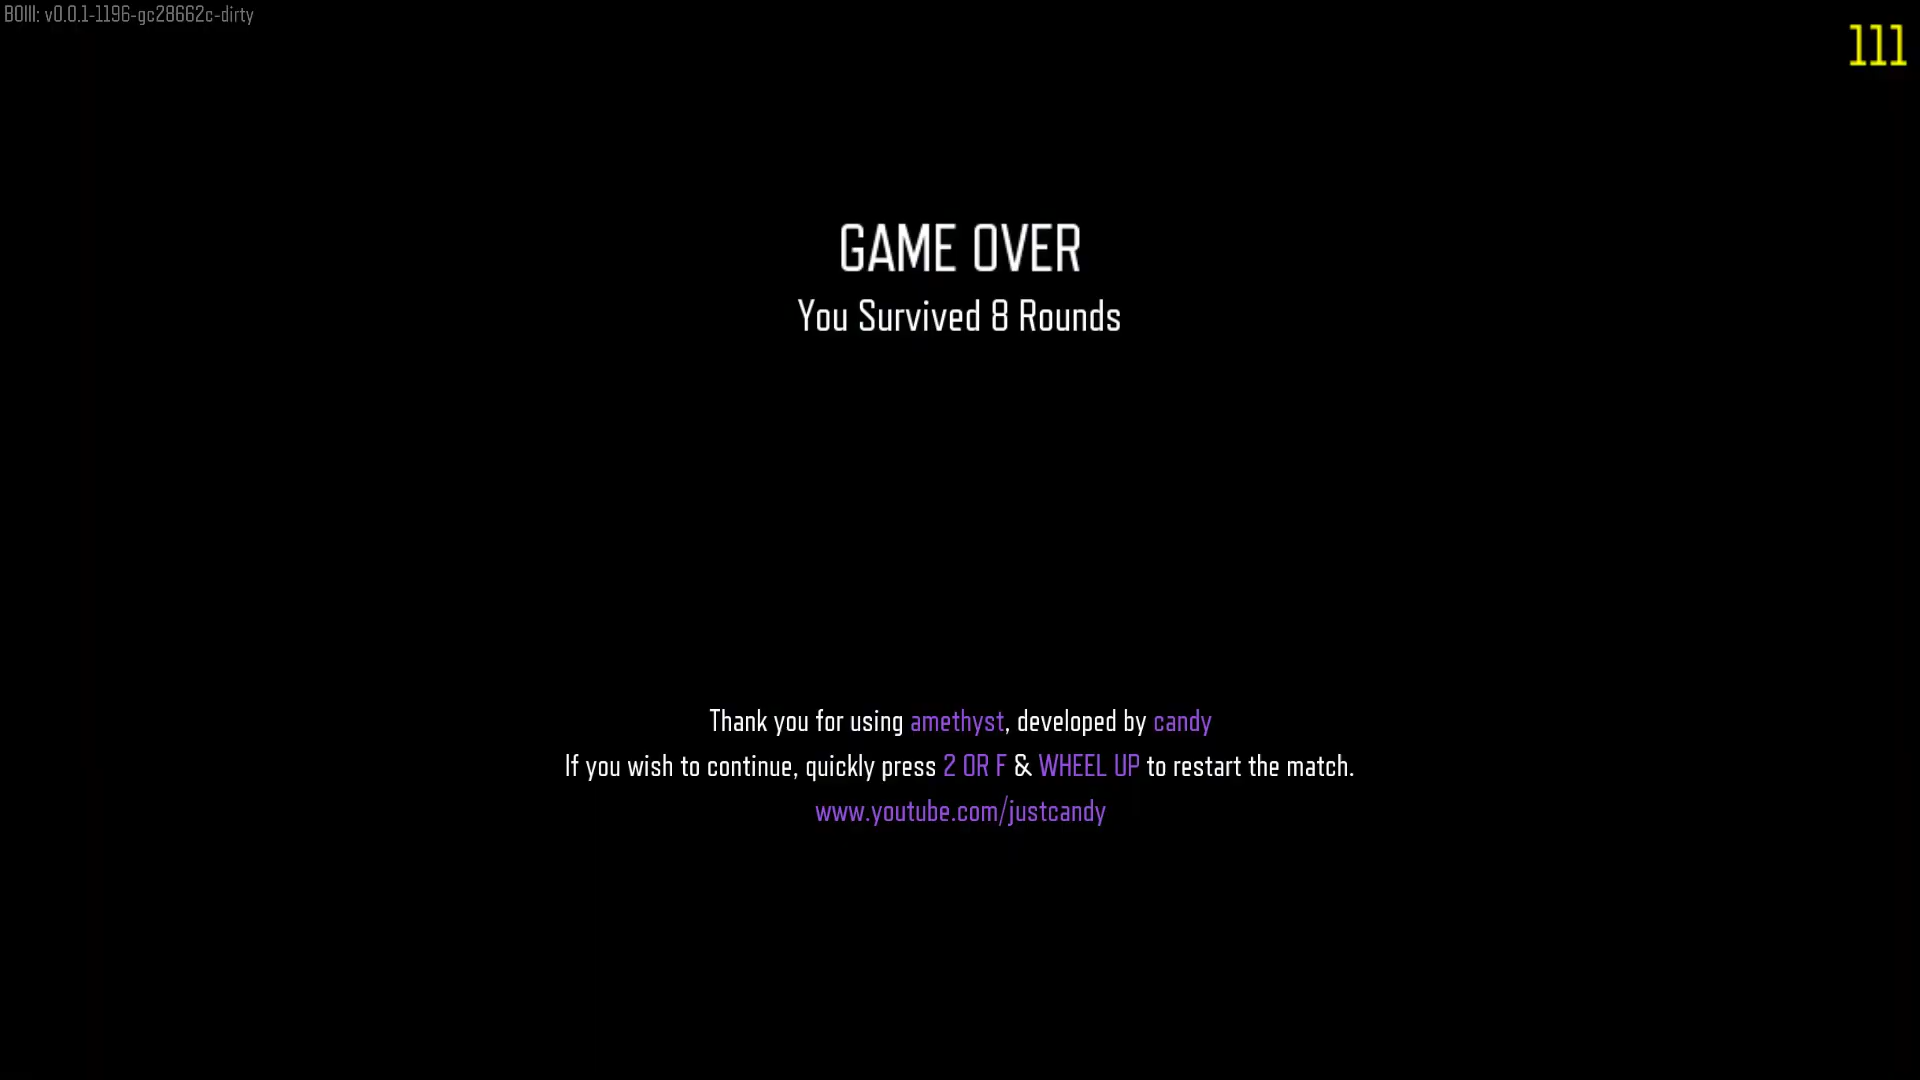 BOIII: v0.0.1-1196-gc28662c-dirty
111
GAME OVER
You Survived 8 Rounds
Thank you for using amethyst, developed by candy
If you wish to continue, quickly press 2 OR F & WHEEL UP to restart the match.
www.youtube.com/justcandy